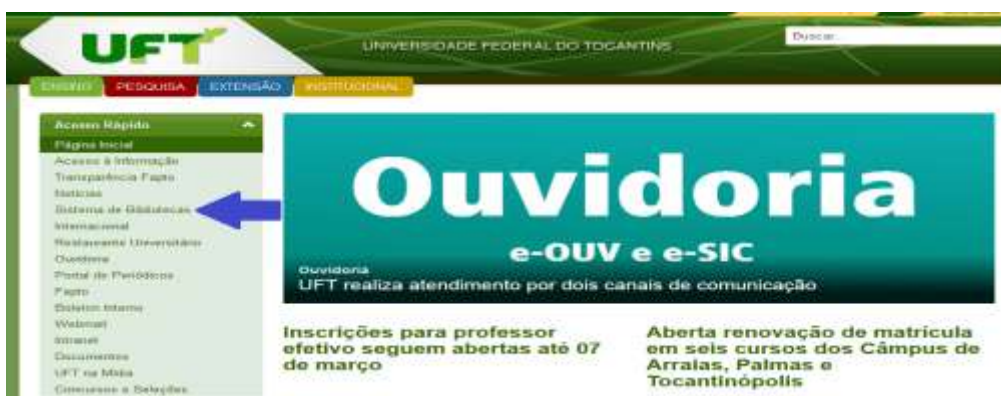 UFT
UNIVERSIDADE FEDERAL DO TOCANTINS
Buscar...
ENSINO PESQUISA EXTENSÃO INSTITUCIONAL
Acesso Rápido
Página Inicial
Acesso à Informação
Transparência Fapto
Notícias
Sistema de Bibliotecas
Internacional
Restaurante Universitário
Ouvidoria
Portal de Periódicos
Fapto
Boletim Interno
Webmail
Intranet
Documentos
UFT na Mídia
Concursos e Seleções
Ouvidoria
e-OUV e e-SIC
Ouvidoria
UFT realiza atendimento por dois canais de comunicação
Inscrições para professor
efetivo seguem abertas até 07
de março
Aberta renovação de matrícula
em seis cursos dos Câmpus de
Arraias, Palmas e
Tocantinópolis